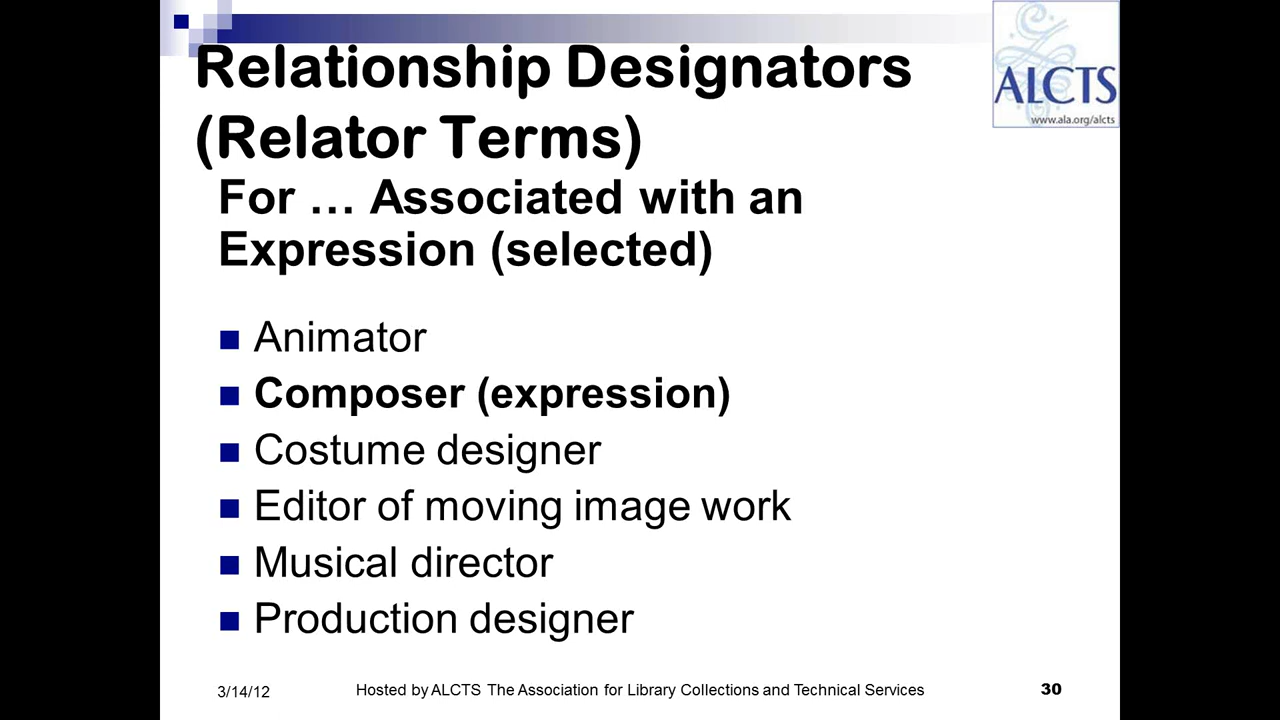 Relationship Designators
(Relator Terms)
ALCTS
www.ala.org/alcts
For … Associated with an
Expression (selected)
Animator
Composer (expression)
Costume designer
Editor of moving image work
Musical director
Production designer
3/14/12
Hosted by ALCTS The Association for Library Collections and Technical Services
30